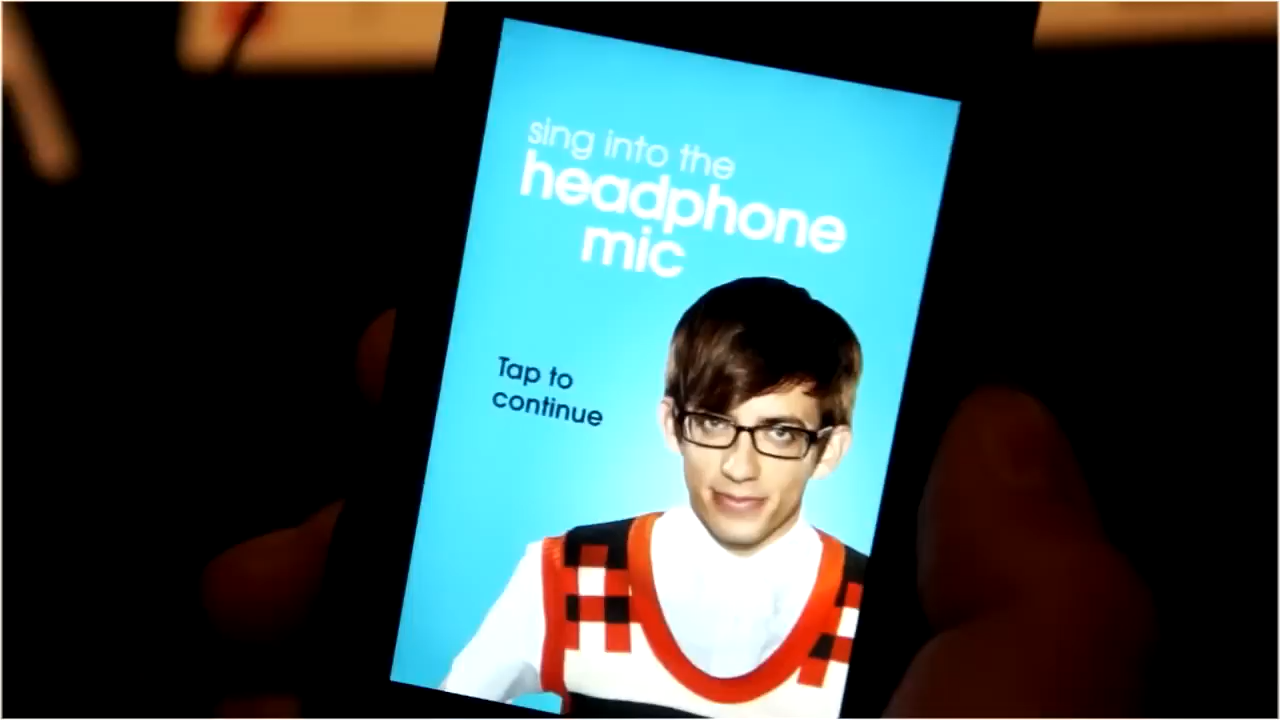 sing into the
headphone
mic
Tap to
continue